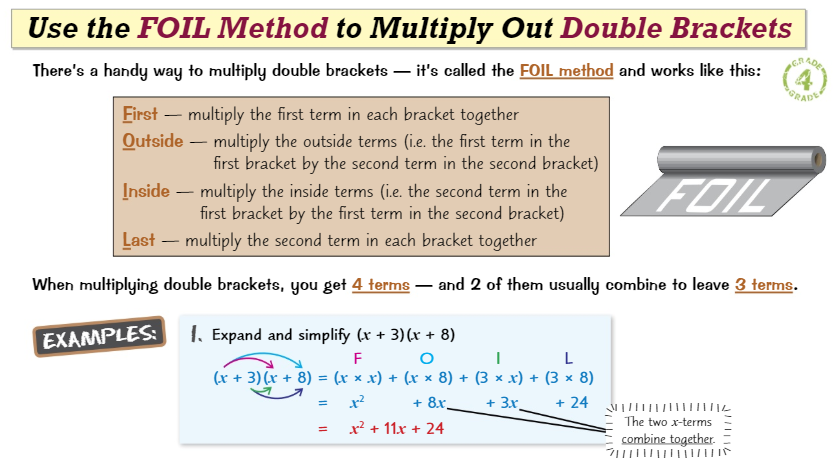 Use the FOIL Method to Multiply Out Double Brackets
There's a handy way to multiply double brackets — it's called the FOIL method and works like this:
GRADE
4
GRADE
First — multiply the first term in each bracket together
Outside — multiply the outside terms (i.e. the first term in the
first bracket by the second term in the second bracket)
Inside — multiply the inside terms (i.e. the second term in the
first bracket by the first term in the second bracket)
Last — multiply the second term in each bracket together
FOIL
When multiplying double brackets, you get 4 terms — and 2 of them usually combine to leave 3 terms.
EXAMPLES:
1. Expand and simplify (x + 3)(x + 8)
F O I L
(x + 3)(x + 8) = (x × x) + (x × 8) + (3 × x) + (3 × 8)
= x² + 8x + 3x + 24
= x² + 11x + 24
The two x-terms
combine together.